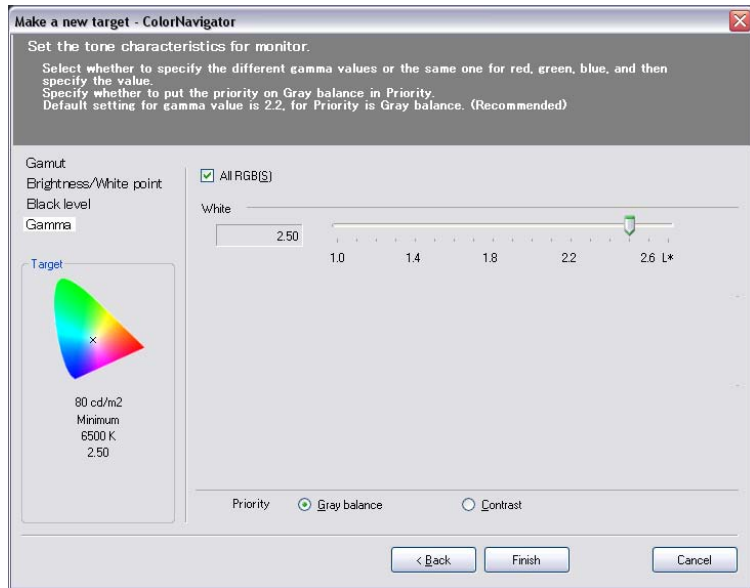 Make a new target - ColorNavigator
Set the tone characteristics for monitor.
Select whether to specify the different gamma values or the same one for red, green, blue, and then
specify the value.
Specify whether to put the priority on Gray balance in Priority.
Default setting for gamma value is 2.2, for Priority is Gray balance. (Recommended)
Gamut
Brightness/White point
Black level
Gamma
Target
80 cd/m2
Minimum
6500 K
2.50
All RGB(S)
White
2.50
1.0 1.4 1.8 2.2 2.6 L*
Priority Gray balance Contrast
< Back Finish Cancel